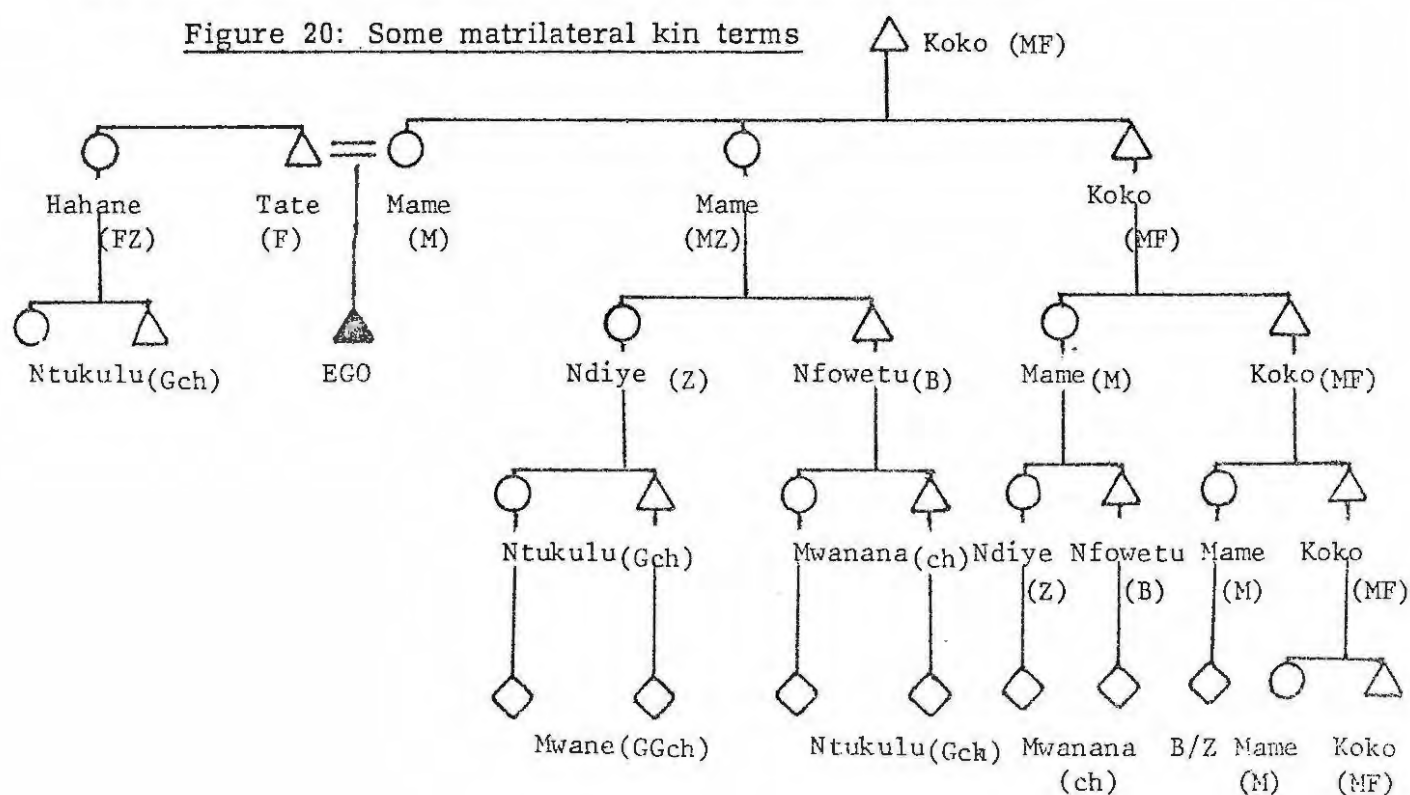 Figure 20: Some matrilateral kin terms
Koko (MF)
Hahane Tate Mame Mame Koko
(FZ) (F) (M) (MZ) (MF)
Ntukulu(Gch) EGO Ndiye (Z) Nfowetu(B) Mame(M) Koko(MF)
Ntukulu(Gch) Mwanana(ch) Ndiye Nfowetu Mame Koko
(Z) (B) (M) (MF)
Mwane(GGch) Ntukulu(Gch) Mwanana B/Z Mame Koko
(ch) (M) (MF)